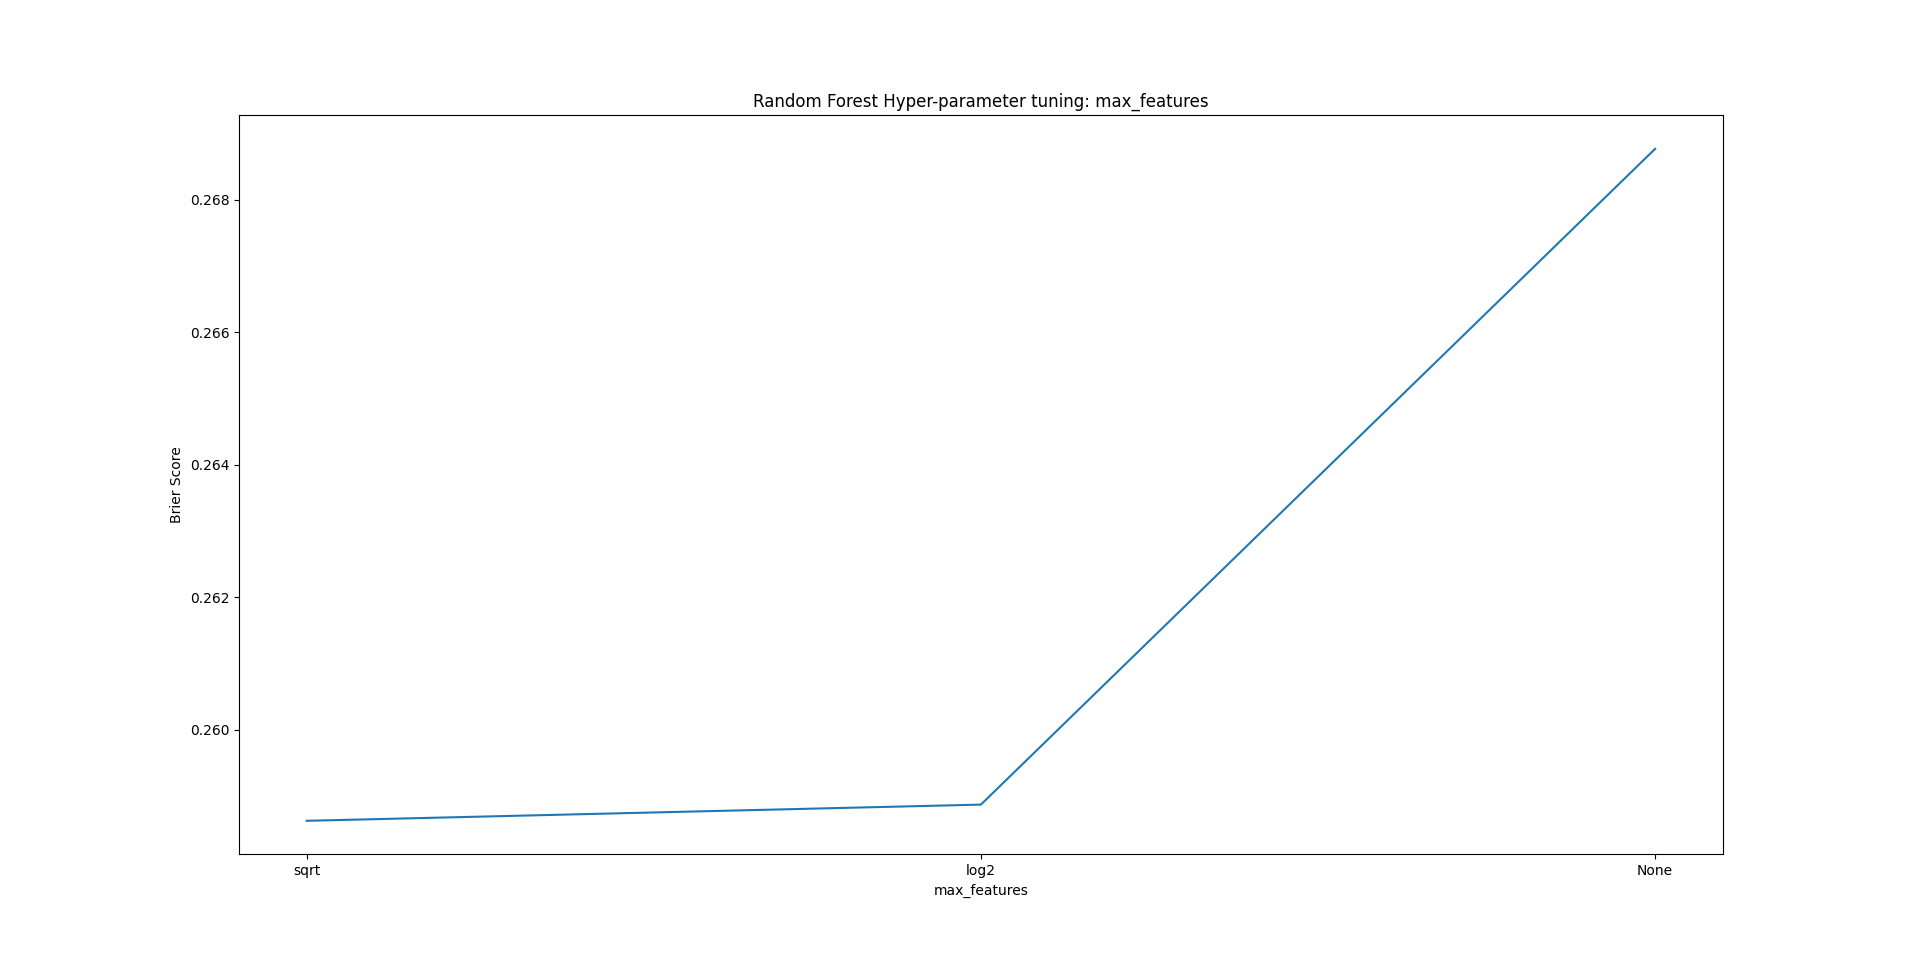 Random Forest Hyper-parameter tuning: max_features
0.268
0.266
0.264
0.262
0.260
Brier Score
sqrt log2 None
max_features